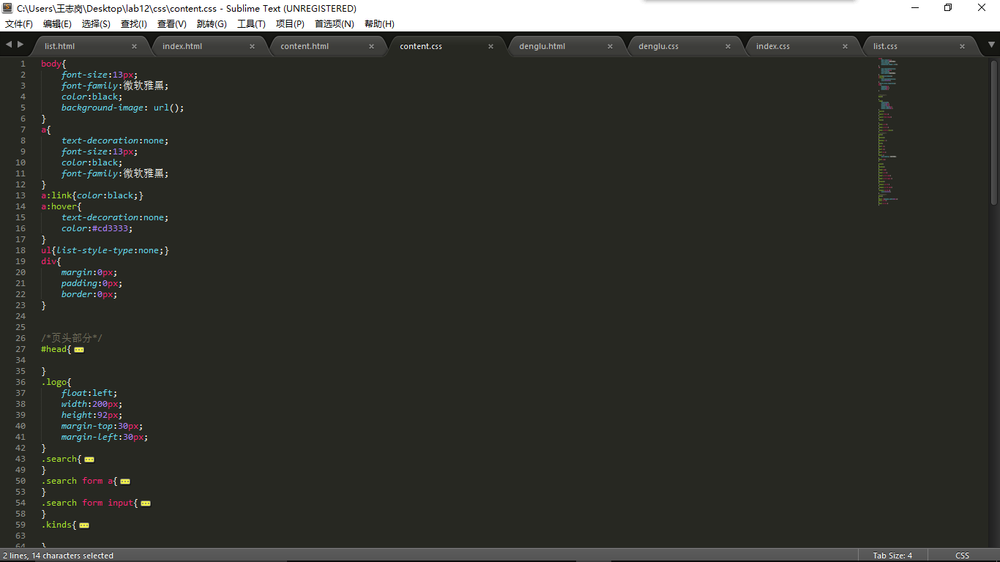 C:\Users\王志岗\Desktop\lab12\css\content.css - Sublime Text (UNREGISTERED)
文件(F) 编辑(E) 选择(S) 查找(I) 查看(V) 跳转(G) 工具(T) 项目(P) 首选项(N) 帮助(H)
list.html × index.html × content.html × content.css × denglu.html × denglu.css × index.css × list.css ×
1 body{
2 font-size:13px;
3 font-family:微软雅黑;
4 color:black;
5 background-image: url();
6 }
7 a{
8 text-decoration:none;
9 font-size:13px;
10 color:black;
11 font-family:微软雅黑;
12 }
13 a:link{color:black;}
14 a:hover{
15 text-decoration:none;
16 color:#cd3333;
17 }
18 ul{list-style-type:none;}
19 div{
20 margin:0px;
21 padding:0px;
22 border:0px;
23 }
24
25
26 /*页头部分*/
27 #head{
34
35 }
36 .logo{
37 float:left;
38 width:200px;
39 height:92px;
40 margin-top:30px;
41 margin-left:30px;
42 }
43 .search{
49 }
50 .search form a{
53 }
54 .search form input{
58 }
59 .kinds{
63
64 }
2 lines, 14 characters selected Tab Size: 4 CSS